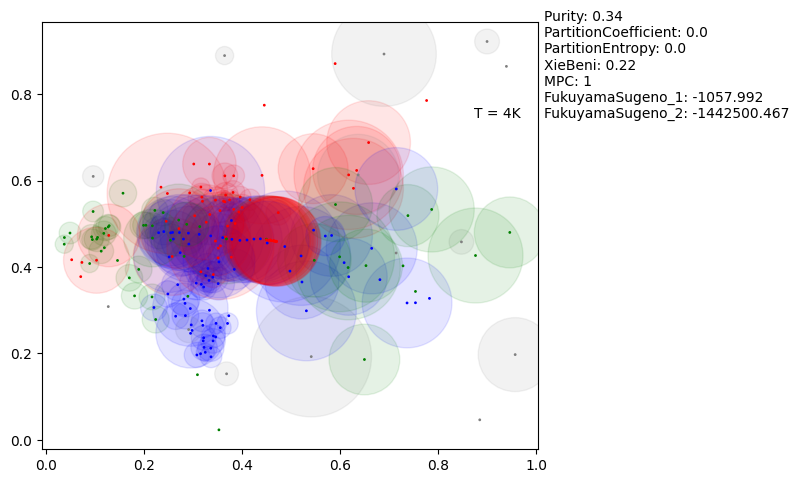 Purity: 0.34
PartitionCoefficient: 0.0
PartitionEntropy: 0.0
XieBeni: 0.22
MPC: 1
FukuyamaSugeno_1: -1057.992
FukuyamaSugeno_2: -1442500.467
T = 4K
0.8
0.6
0.4
0.2
0.0
0.0 0.2 0.4 0.6 0.8 1.0